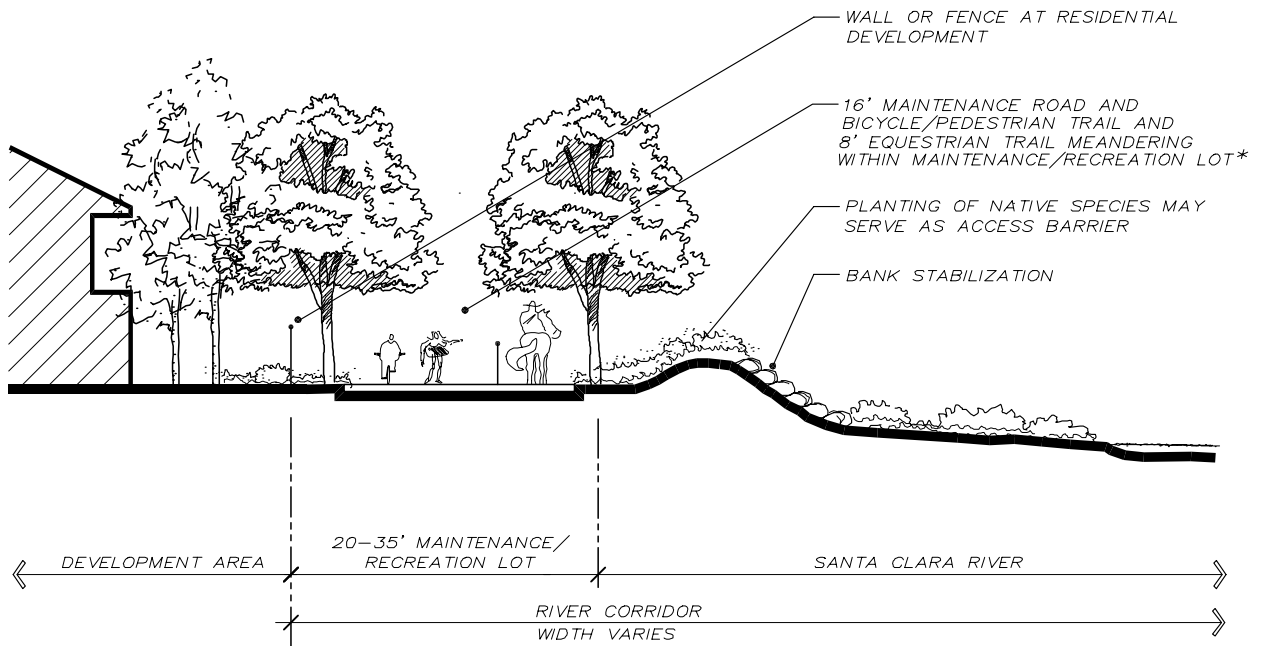 WALL OR FENCE AT RESIDENTIAL
DEVELOPMENT
16' MAINTENANCE ROAD AND
BICYCLE/PEDESTRIAN TRAIL AND
8' EQUESTRIAN TRAIL MEANDERING
WITHIN MAINTENANCE/RECREATION LOT*
PLANTING OF NATIVE SPECIES MAY
SERVE AS ACCESS BARRIER
BANK STABILIZATION
DEVELOPMENT AREA
20-35' MAINTENANCE/
RECREATION LOT
SANTA CLARA RIVER
RIVER CORRIDOR
WIDTH VARIES